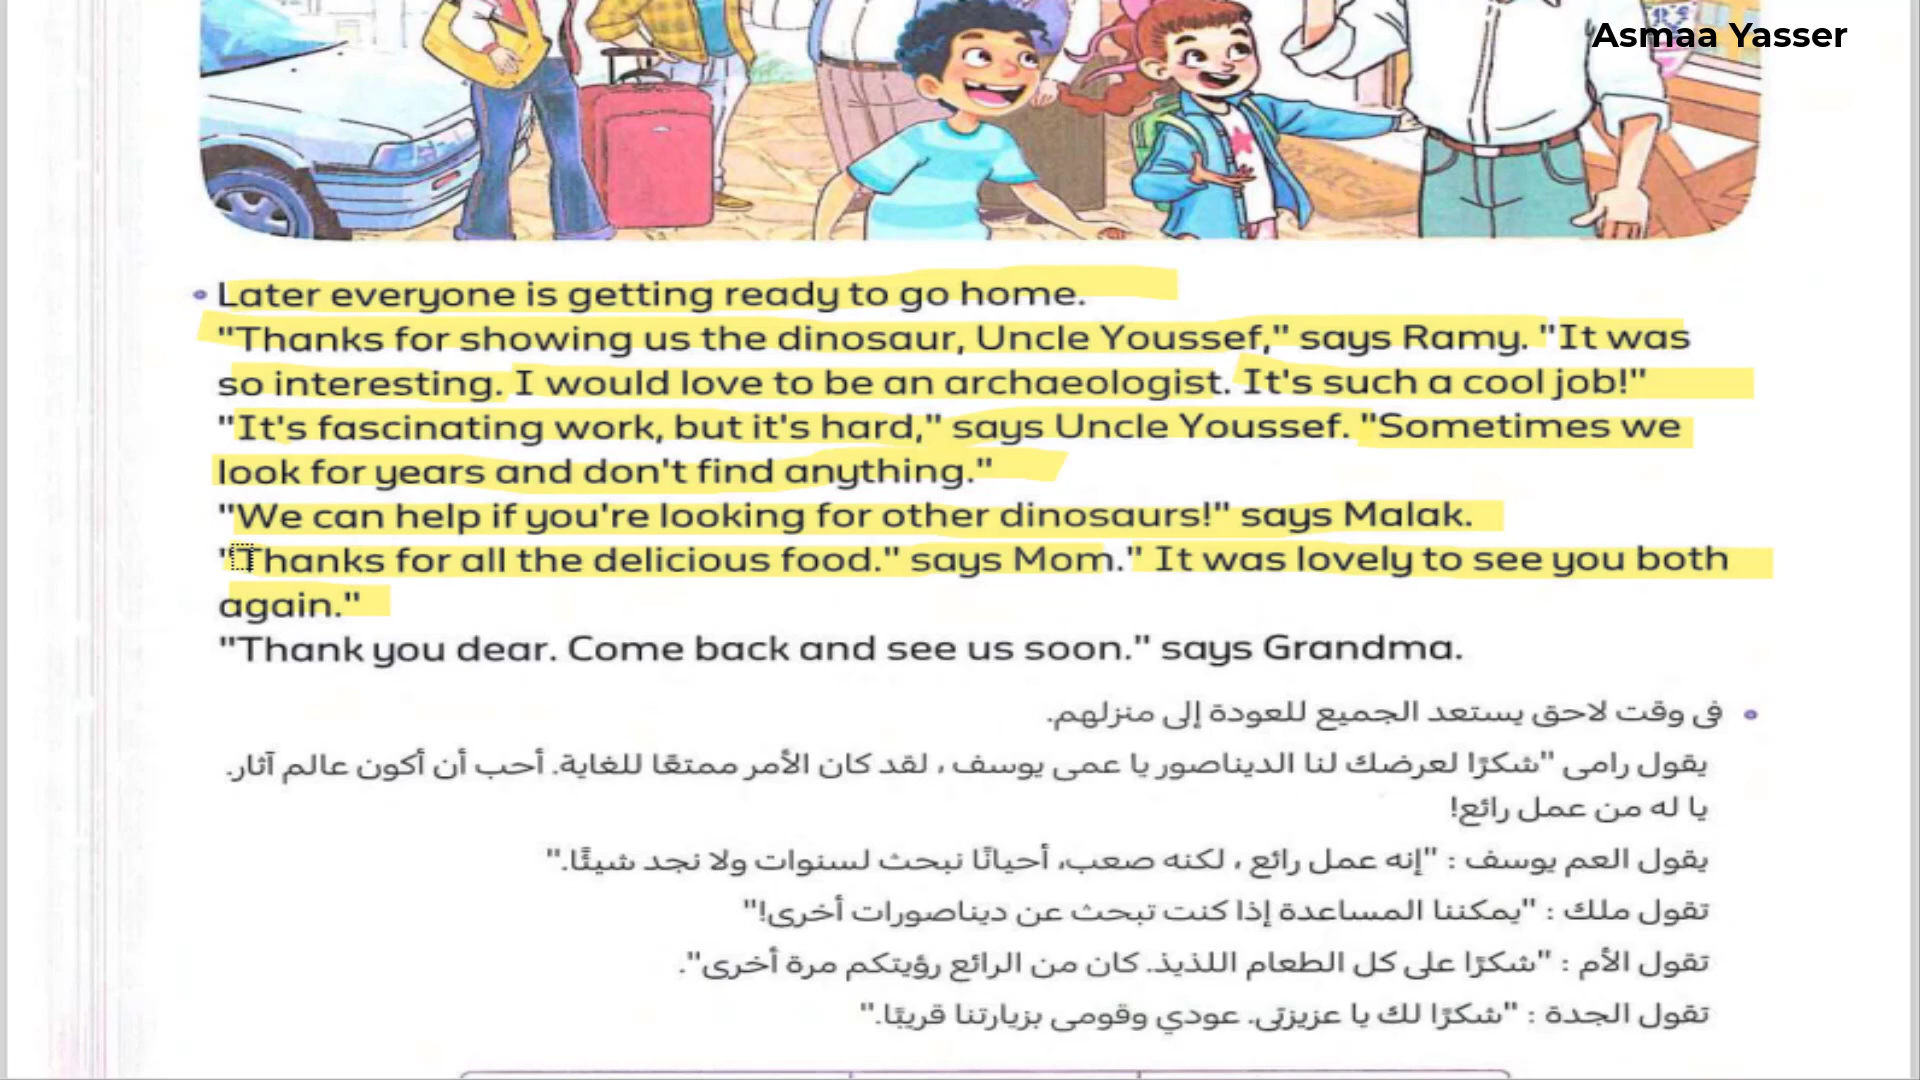 Asmaa Yasser
• Later everyone is getting ready to go home.
"Thanks for showing us the dinosaur, Uncle Youssef," says Ramy. "It was
so interesting. I would love to be an archaeologist. It's such a cool job!"
"It's fascinating work, but it's hard," says Uncle Youssef. "Sometimes we
look for years and don't find anything."
"We can help if you're looking for other dinosaurs!" says Malak.
"Thanks for all the delicious food." says Mom." It was lovely to see you both
again."
"Thank you dear. Come back and see us soon." says Grandma.
• فى وقت لاحق يستعد الجميع للعودة إلى منزلهم.
يقول رامى "شكرًا لعرضك لنا الديناصور يا عمى يوسف ، لقد كان الأمر ممتعًا للغاية. أحب أن أكون عالم آثار.
يا له من عمل رائع!
يقول العم يوسف : "إنه عمل رائع ، لكنه صعب، أحيانًا نبحث لسنوات ولا نجد شيئًا."
تقول ملك : "يمكننا المساعدة إذا كنت تبحث عن ديناصورات أخرى!"
تقول الأم : "شكرًا على كل الطعام اللذيذ. كان من الرائع رؤيتكم مرة أخرى".
تقول الجدة : "شكرًا لك يا عزيزتى. عودي وقومى بزيارتنا قريبًا."